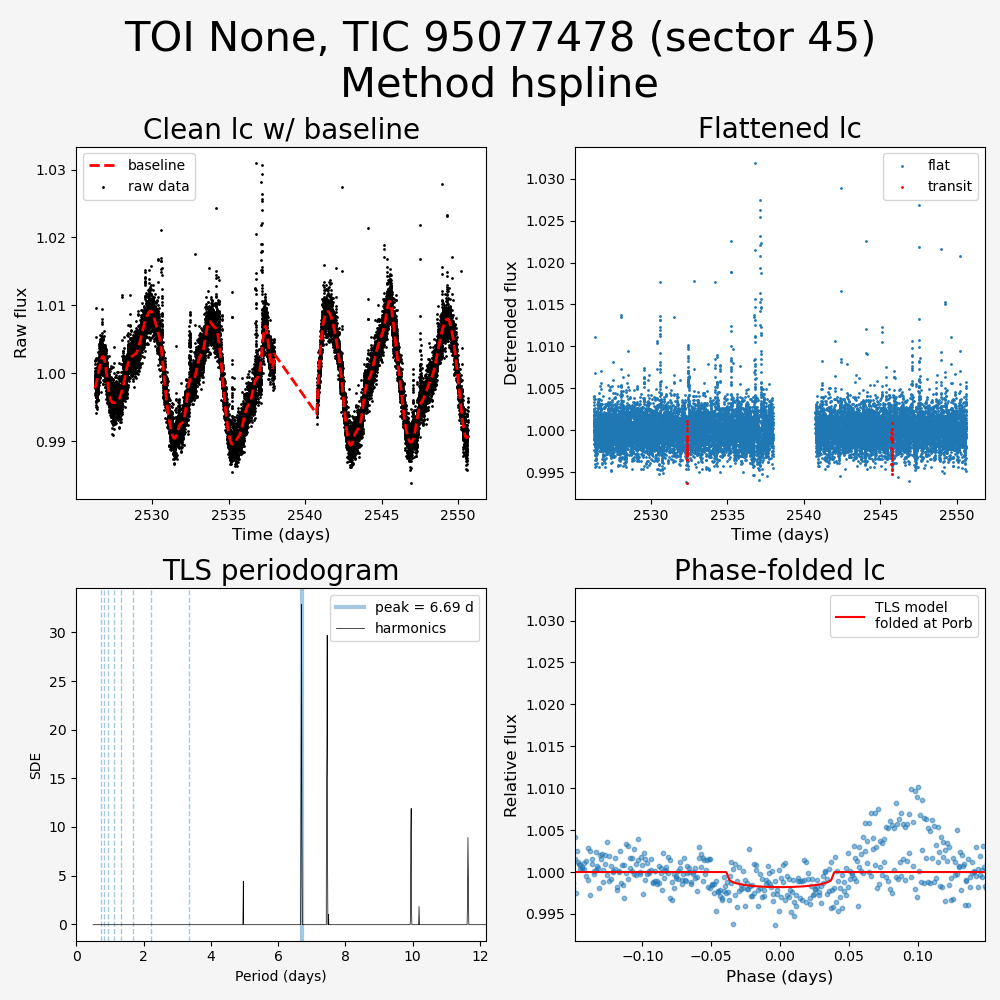 TOI None, TIC 95077478 (sector 45)
Method hspline
Clean lc w/ baseline
baseline
raw data
1.03
1.02
1.01
1.00
0.99
Raw flux
2530
2535
2540
2545
2550
Time (days)
Flattened lc
flat
transit
1.030
1.025
1.020
1.015
1.010
1.005
1.000
0.995
Detrended flux
2530
2535
2540
2545
2550
Time (days)
TLS periodogram
peak = 6.69 d
harmonics
30
25
20
15
10
5
0
SDE
0
2
4
6
8
10
12
Period (days)
Phase-folded lc
TLS model
folded at Porb
1.030
1.025
1.020
1.015
1.010
1.005
1.000
0.995
Relative flux
−0.10
−0.05
0.00
0.05
0.10
Phase (days)